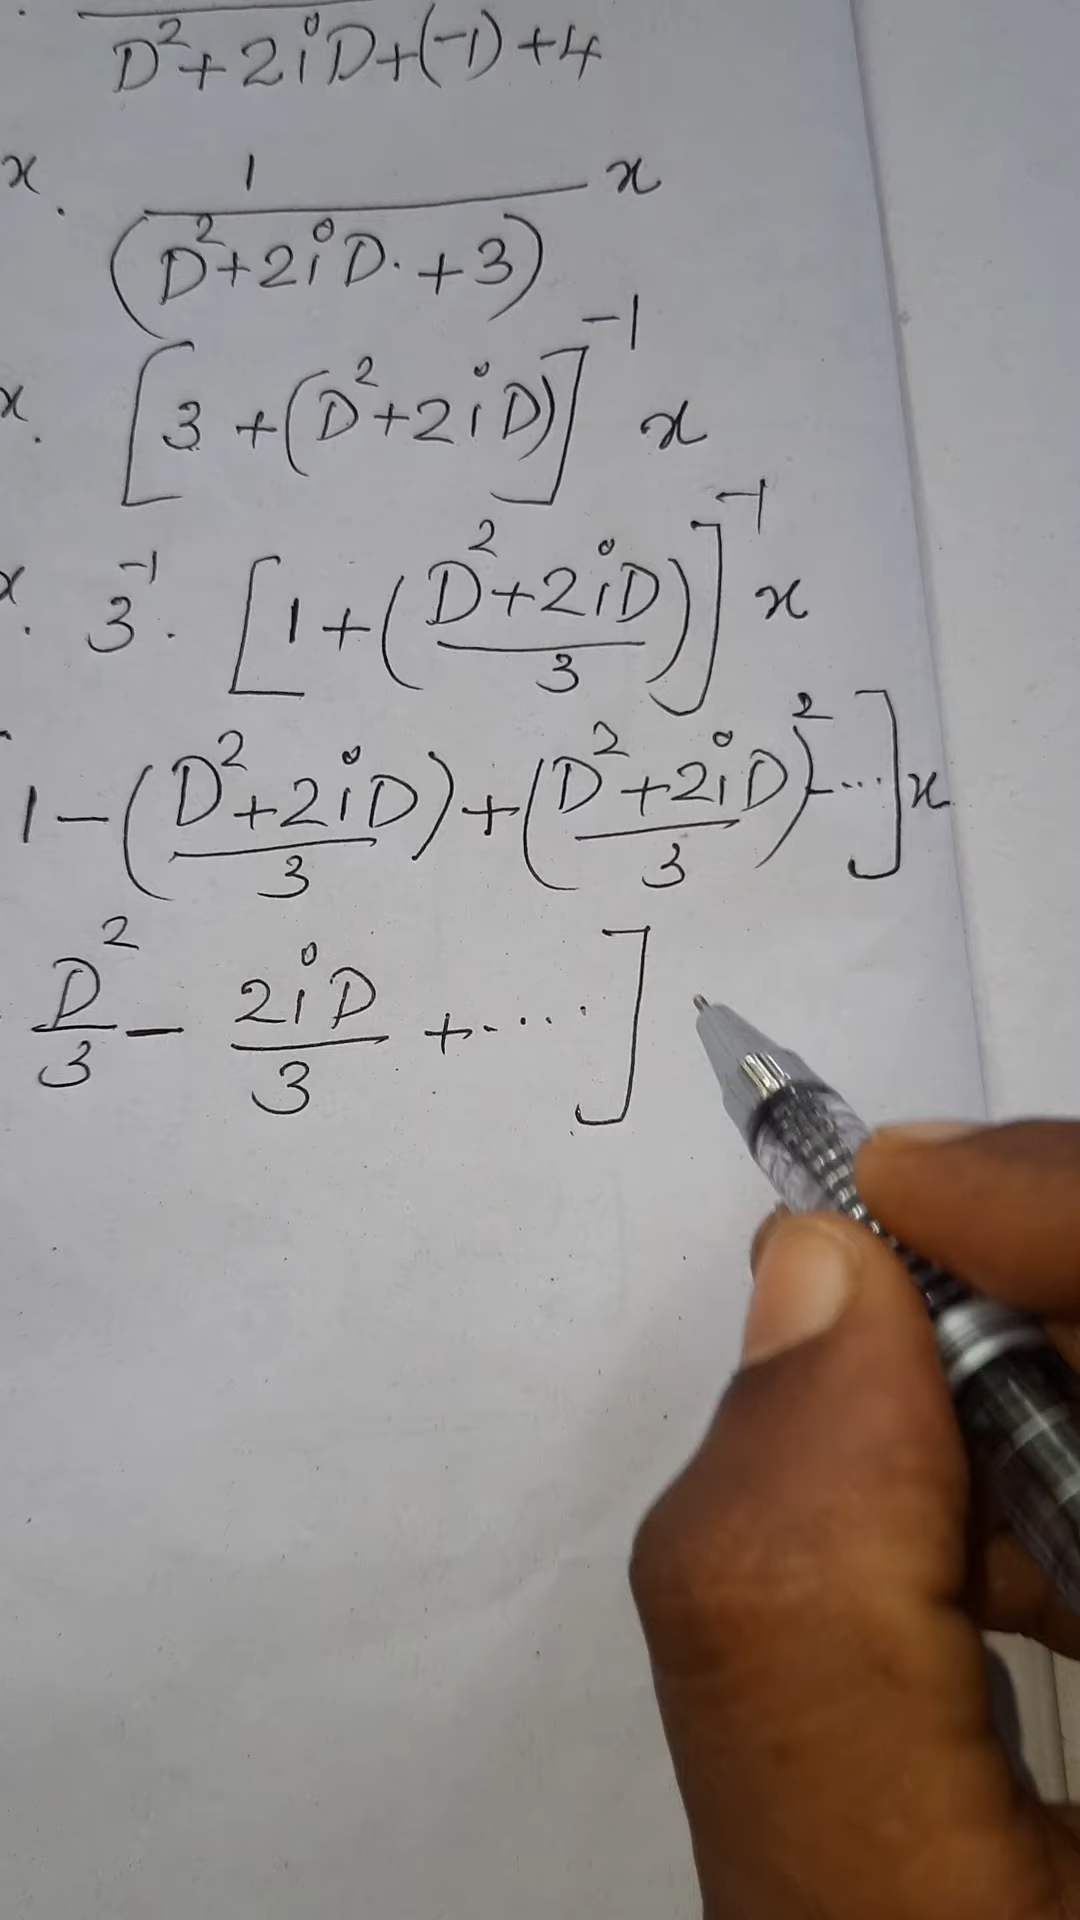 D²+2iD+(-1)+4
x. 1/(D²+2iD.+3) x
x. [3+(D²+2iD)]⁻¹ x
x. 3⁻¹. [1+((D²+2iD)/3)]⁻¹ x
1-((D²+2iD)/3)+((D²+2iD)/3)²-...]x
D²/3 - 2iD/3 +.....]